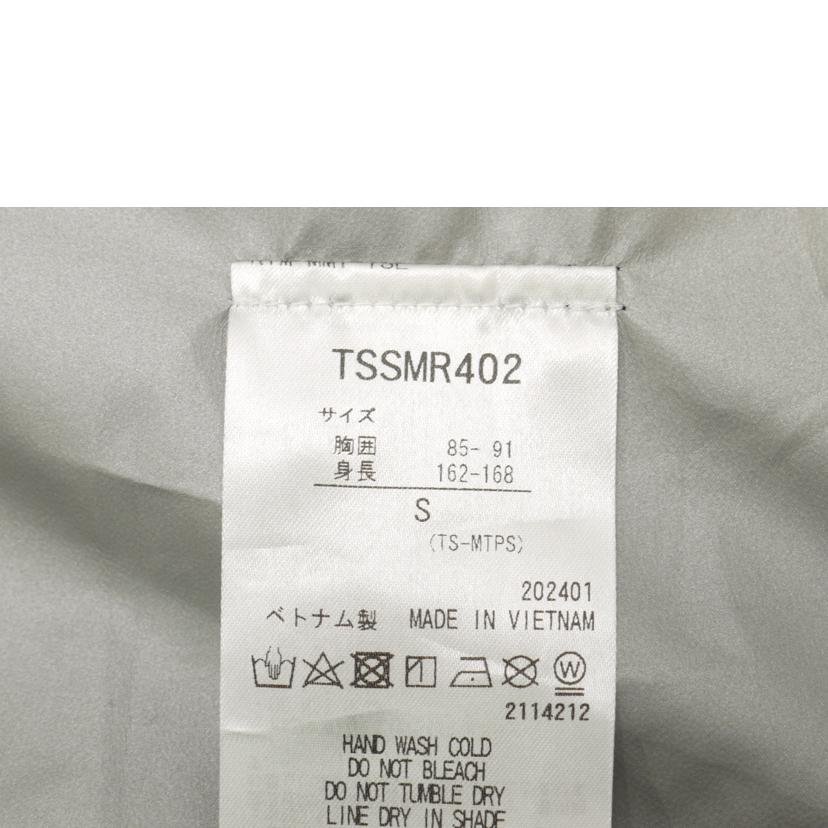 TSSMR402
サイズ
胸囲 85- 91
身長 162-168
S
(TS-MTPS)
202401
ベトナム製 MADE IN VIETNAM
W
2114212
HAND WASH COLD
DO NOT BLEACH
DO NOT TUMBLE DRY
LINE DRY IN SHADE